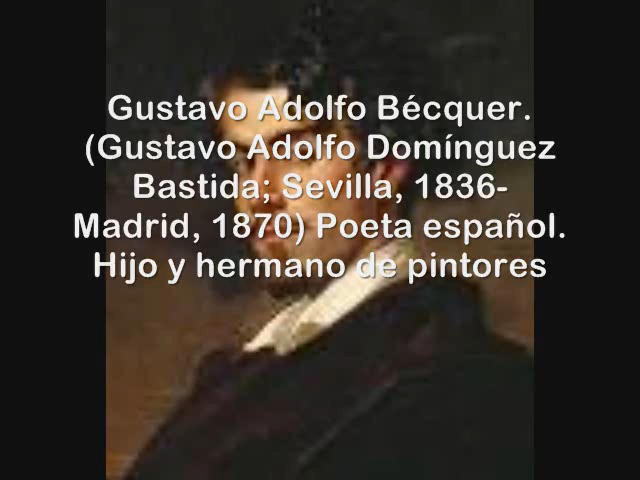 Gustavo Adolfo Bécquer.
(Gustavo Adolfo Domínguez
Bastida; Sevilla, 1836-
Madrid, 1870) Poeta español.
Hijo y hermano de pintores